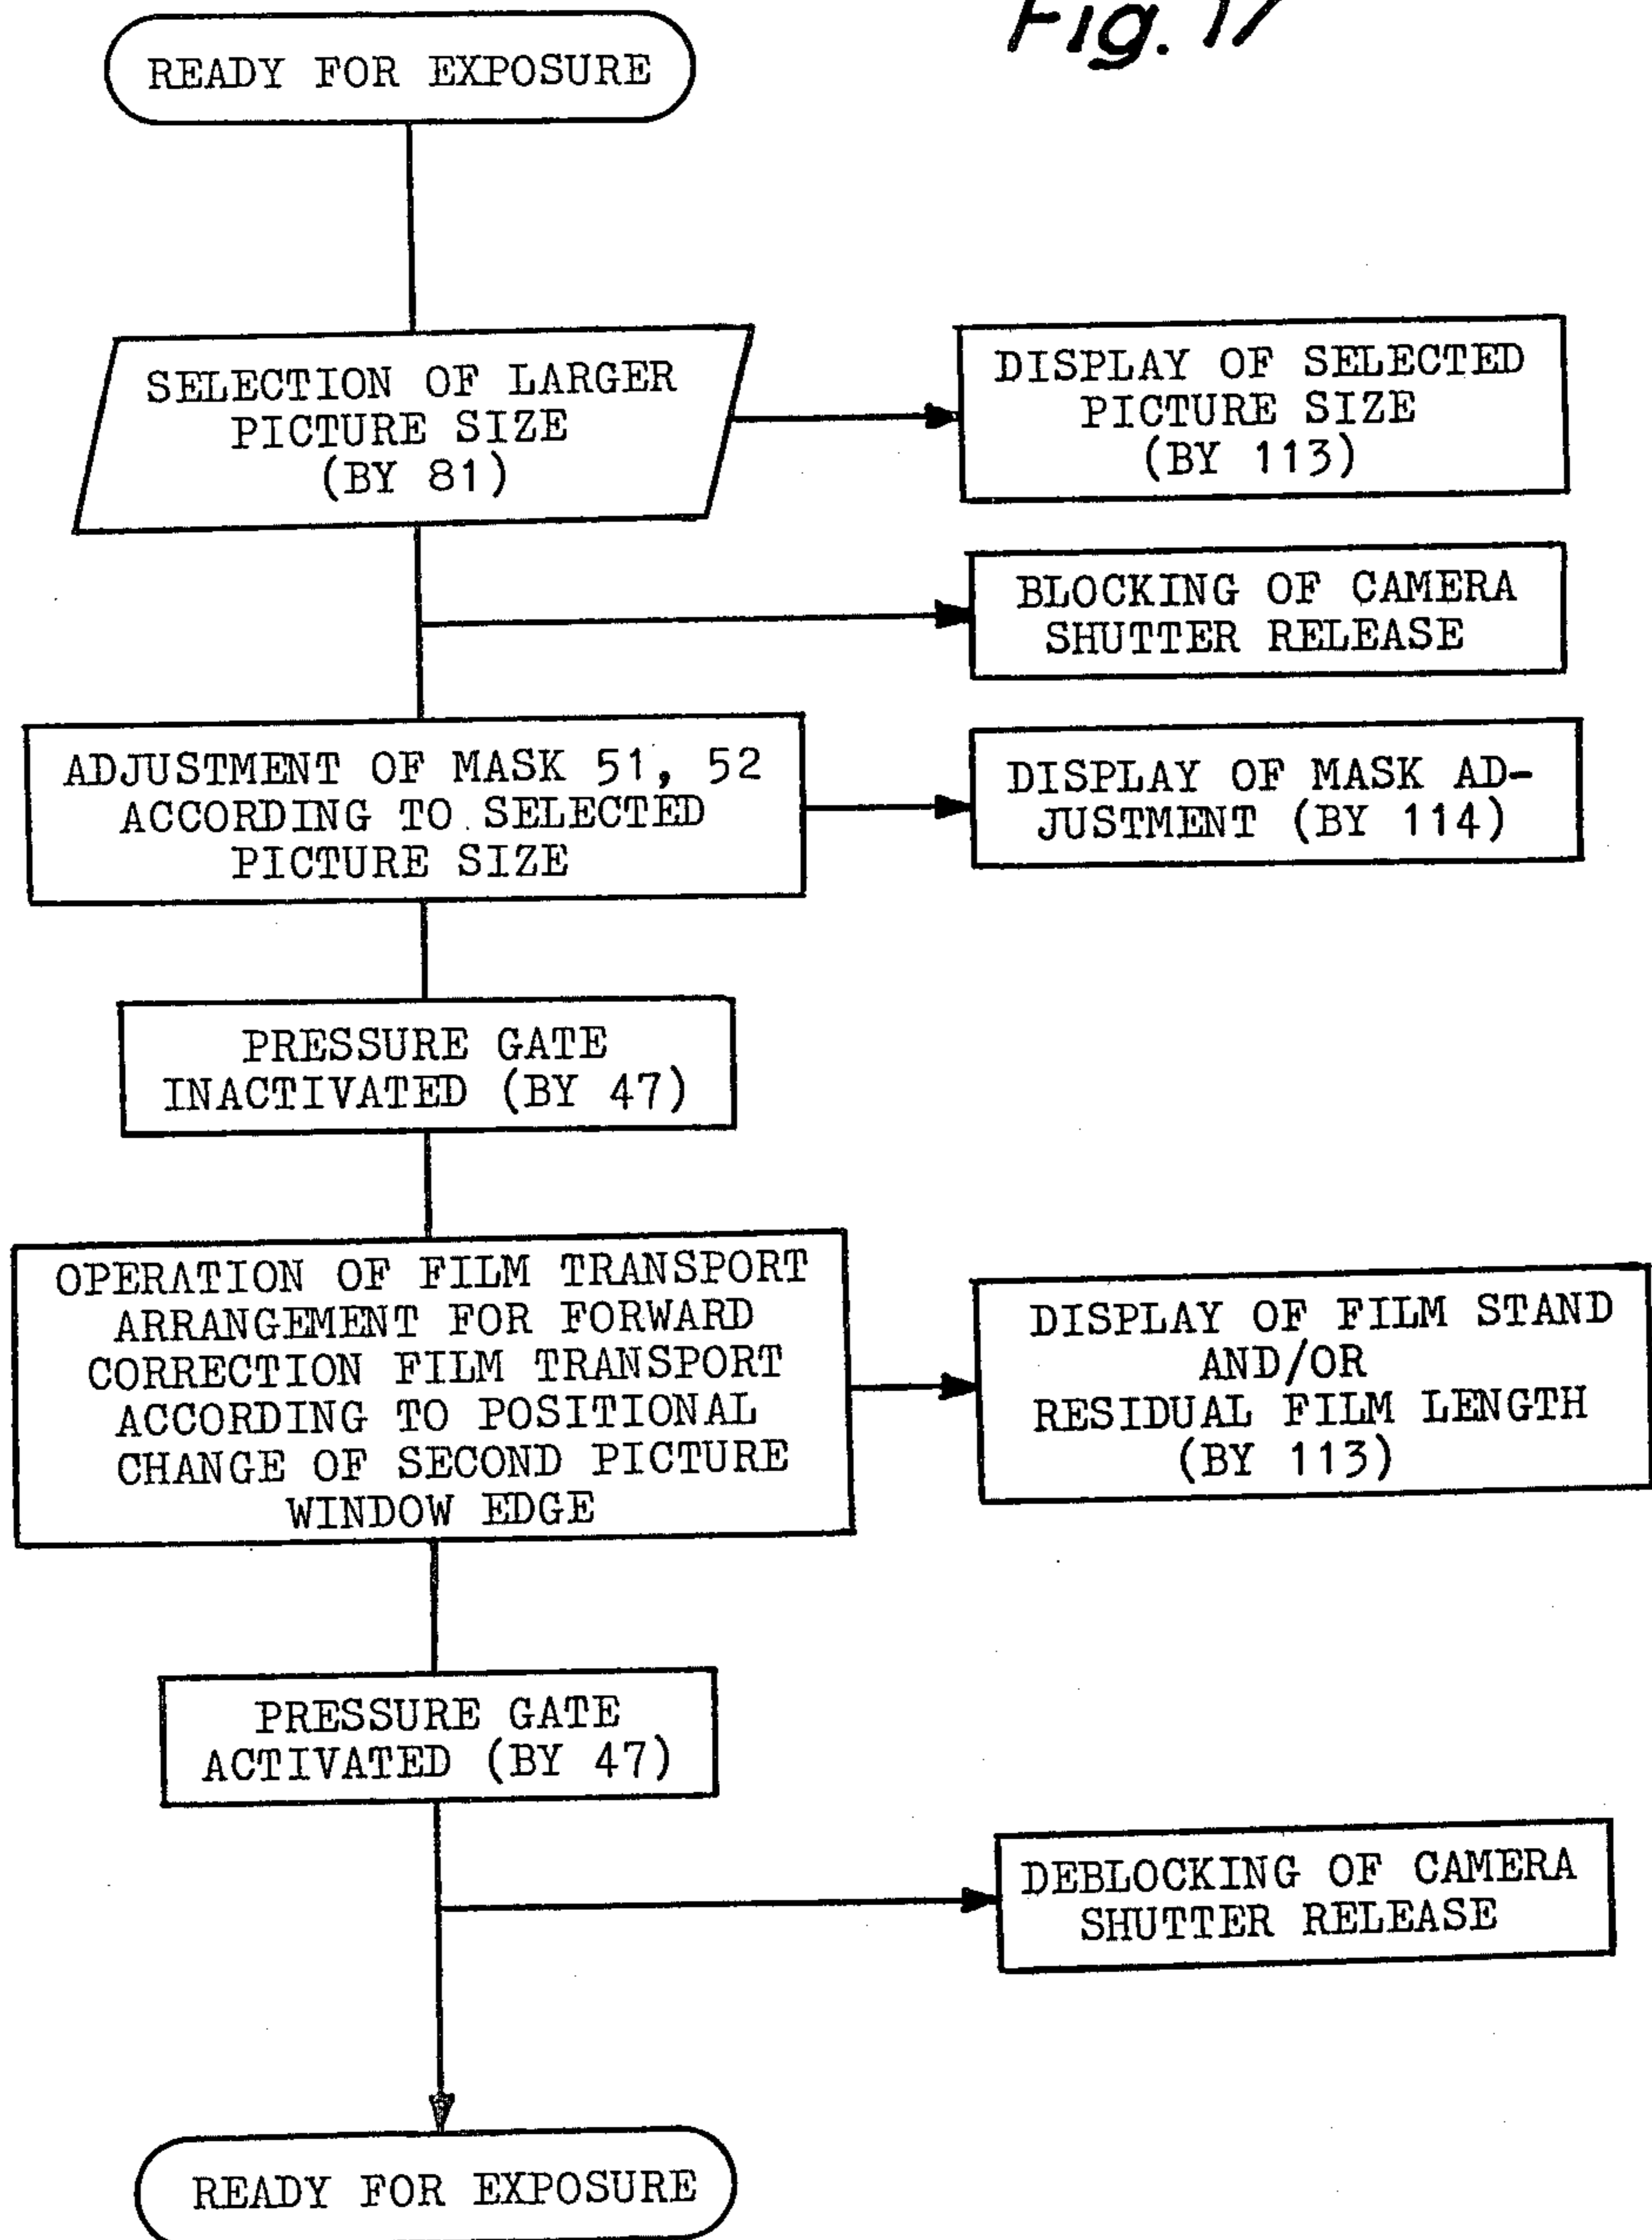 Fig. 17
READY FOR EXPOSURE
SELECTION OF LARGER
PICTURE SIZE
(BY 81)
DISPLAY OF SELECTED
PICTURE SIZE
(BY 113)
BLOCKING OF CAMERA
SHUTTER RELEASE
ADJUSTMENT OF MASK 51, 52
ACCORDING TO SELECTED
PICTURE SIZE
DISPLAY OF MASK AD-
JUSTMENT (BY 114)
PRESSURE GATE
INACTIVATED (BY 47)
OPERATION OF FILM TRANSPORT
ARRANGEMENT FOR FORWARD
CORRECTION FILM TRANSPORT
ACCORDING TO POSITIONAL
CHANGE OF SECOND PICTURE
WINDOW EDGE
DISPLAY OF FILM STAND
AND/OR
RESIDUAL FILM LENGTH
(BY 113)
PRESSURE GATE
ACTIVATED (BY 47)
DEBLOCKING OF CAMERA
SHUTTER RELEASE
READY FOR EXPOSURE